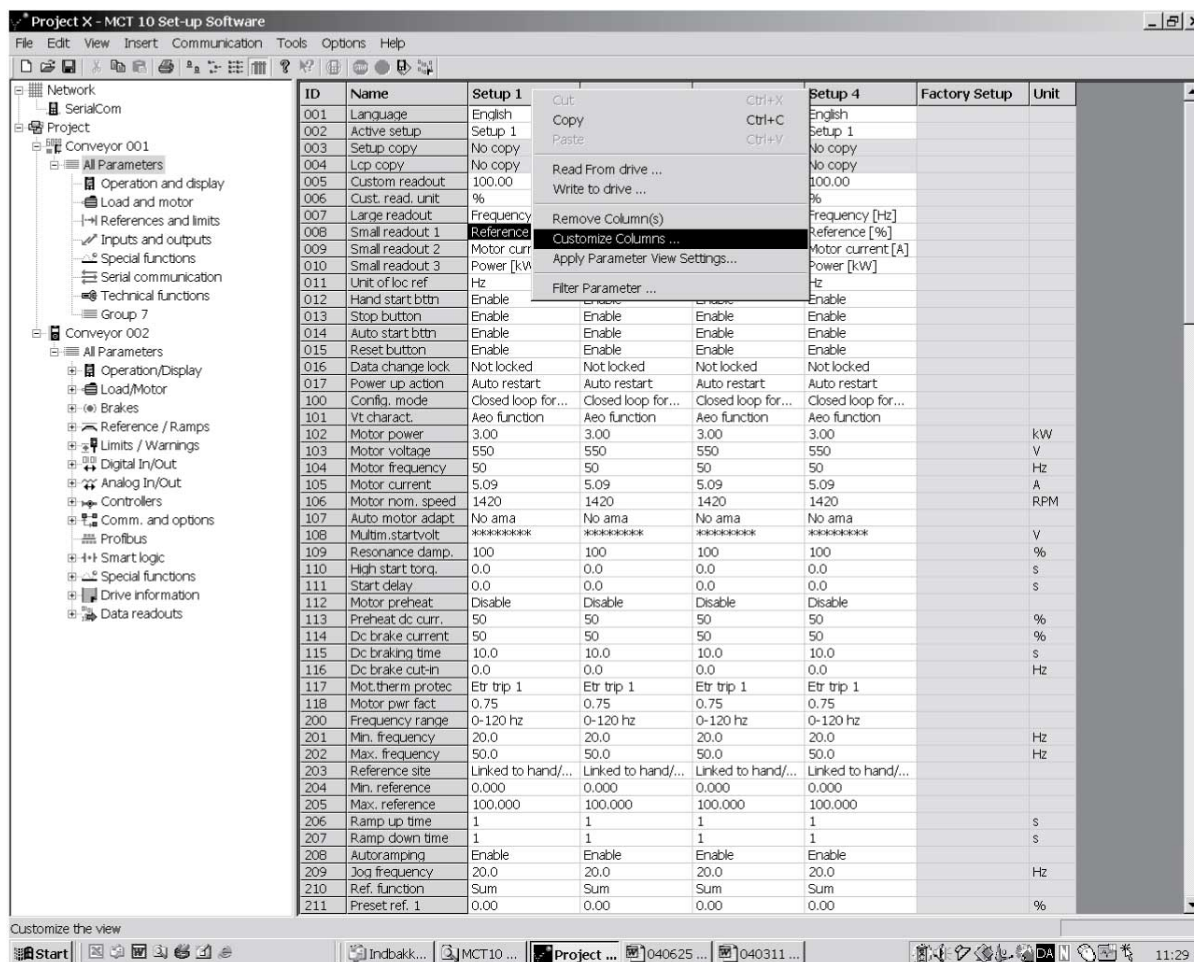 Project X - MCT 10 Set-up Software
File Edit View Insert Communication Tools Options Help
Network
SerialCom
Project
Conveyor 001
All Parameters
Operation and display
Load and motor
References and limits
Inputs and outputs
Special functions
Serial communication
Technical functions
Group 7
Conveyor 002
All Parameters
Operation/Display
Load/Motor
Brakes
Reference / Ramps
Limits / Warnings
Digital In/Out
Analog In/Out
Controllers
Comm. and options
Profibus
Smart logic
Special functions
Drive information
Data readouts
ID Name Setup 1 Setup 4 Factory Setup Unit
001 Language English English
002 Active setup Setup 1 Setup 1
003 Setup copy No copy No copy
004 Lcp copy No copy No copy
005 Custom readout 100.00 100.00
006 Cust. read. unit % %
007 Large readout Frequency Frequency [Hz]
008 Small readout 1 Reference Reference [%]
009 Small readout 2 Motor curr Motor current [A]
010 Small readout 3 Power [kW Power [kW]
011 Unit of loc ref Hz Hz
012 Hand start bttn Enable Enable Enable Enable
013 Stop button Enable Enable Enable Enable
014 Auto start bttn Enable Enable Enable Enable
015 Reset button Enable Enable Enable Enable
016 Data change lock Not locked Not locked Not locked Not locked
017 Power up action Auto restart Auto restart Auto restart Auto restart
100 Config. mode Closed loop for... Closed loop for... Closed loop for... Closed loop for...
101 Vt charact. Aeo function Aeo function Aeo function Aeo function
102 Motor power 3.00 3.00 3.00 3.00 kW
103 Motor voltage 550 550 550 550 V
104 Motor frequency 50 50 50 50 Hz
105 Motor current 5.09 5.09 5.09 5.09 A
106 Motor nom. speed 1420 1420 1420 1420 RPM
107 Auto motor adapt No ama No ama No ama No ama
108 Multim.startvolt ******** ******** ******** ******** V
109 Resonance damp. 100 100 100 100 %
110 High start torq. 0.0 0.0 0.0 0.0 s
111 Start delay 0.0 0.0 0.0 0.0 s
112 Motor preheat Disable Disable Disable Disable
113 Preheat dc curr. 50 50 50 50 %
114 Dc brake current 50 50 50 50 %
115 Dc braking time 10.0 10.0 10.0 10.0 s
116 Dc brake cut-in 0.0 0.0 0.0 0.0 Hz
117 Mot.therm protec Etr trip 1 Etr trip 1 Etr trip 1 Etr trip 1
118 Motor pwr fact 0.75 0.75 0.75 0.75
200 Frequency range 0-120 hz 0-120 hz 0-120 hz 0-120 hz
201 Min. frequency 20.0 20.0 20.0 20.0 Hz
202 Max. frequency 50.0 50.0 50.0 50.0 Hz
203 Reference site Linked to hand/... Linked to hand/... Linked to hand/... Linked to hand/...
204 Min. reference 0.000 0.000 0.000 0.000
205 Max. reference 100.000 100.000 100.000 100.000
206 Ramp up time 1 1 1 1 s
207 Ramp down time 1 1 1 1 s
208 Autoramping Enable Enable Enable Enable
209 Jog frequency 20.0 20.0 20.0 20.0 Hz
210 Ref. function Sum Sum Sum Sum
211 Preset ref. 1 0.00 0.00 0.00 0.00 %
Cut Ctrl+X
Copy Ctrl+C
Paste Ctrl+V
Read From drive ...
Write to drive ...
Remove Column(s)
Customize Columns ...
Apply Parameter View Settings...
Filter Parameter ...
Customize the view
Start Indbakk... MCT10 ... Project ... 040625 ... 040311 ... DA 11:29